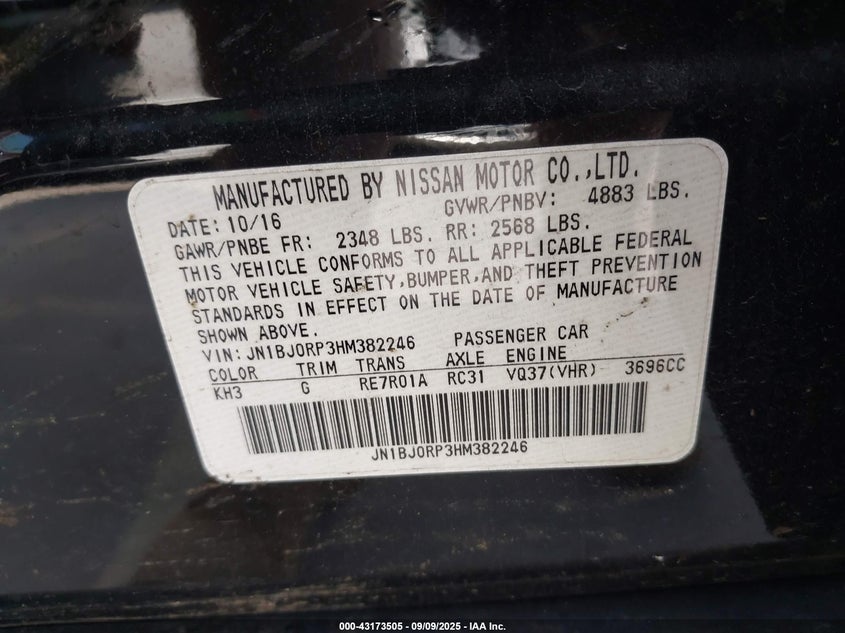 MANUFACTURED BY NISSAN MOTOR CO.,LTD.
DATE: 10/16 GVWR/PNBV: 4883 LBS.
GAWR/PNBE FR: 2348 LBS. RR: 2568 LBS.
THIS VEHICLE CONFORMS TO ALL APPLICABLE FEDERAL
MOTOR VEHICLE SAFETY,BUMPER,AND THEFT PREVENTION
STANDARDS IN EFFECT ON THE DATE OF MANUFACTURE
SHOWN ABOVE.
VIN: JN1BJ0RP3HM382246 PASSENGER CAR
COLOR TRIM TRANS AXLE ENGINE
KH3 G RE7R01A RC31 VQ37(VHR) 3696CC
JN1BJ0RP3HM382246
000-43173505 - 09/09/2025 - IAA Inc.